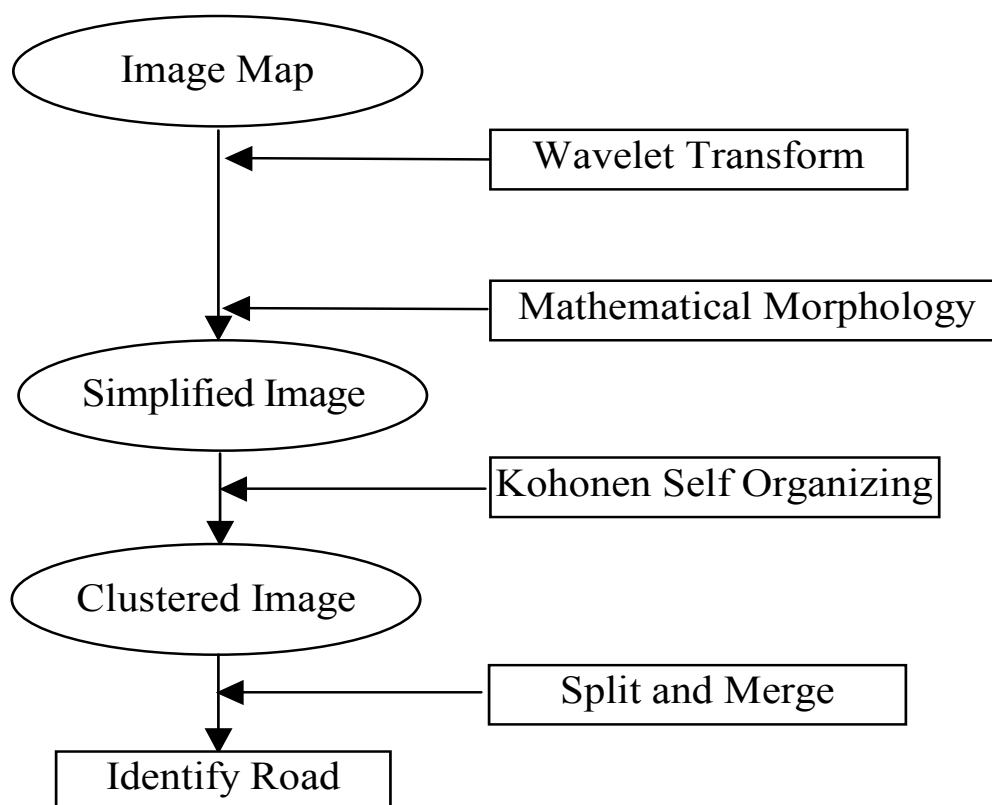 Image Map
Wavelet Transform
Mathematical Morphology
Simplified Image
Kohonen Self Organizing
Clustered Image
Split and Merge
Identify Road